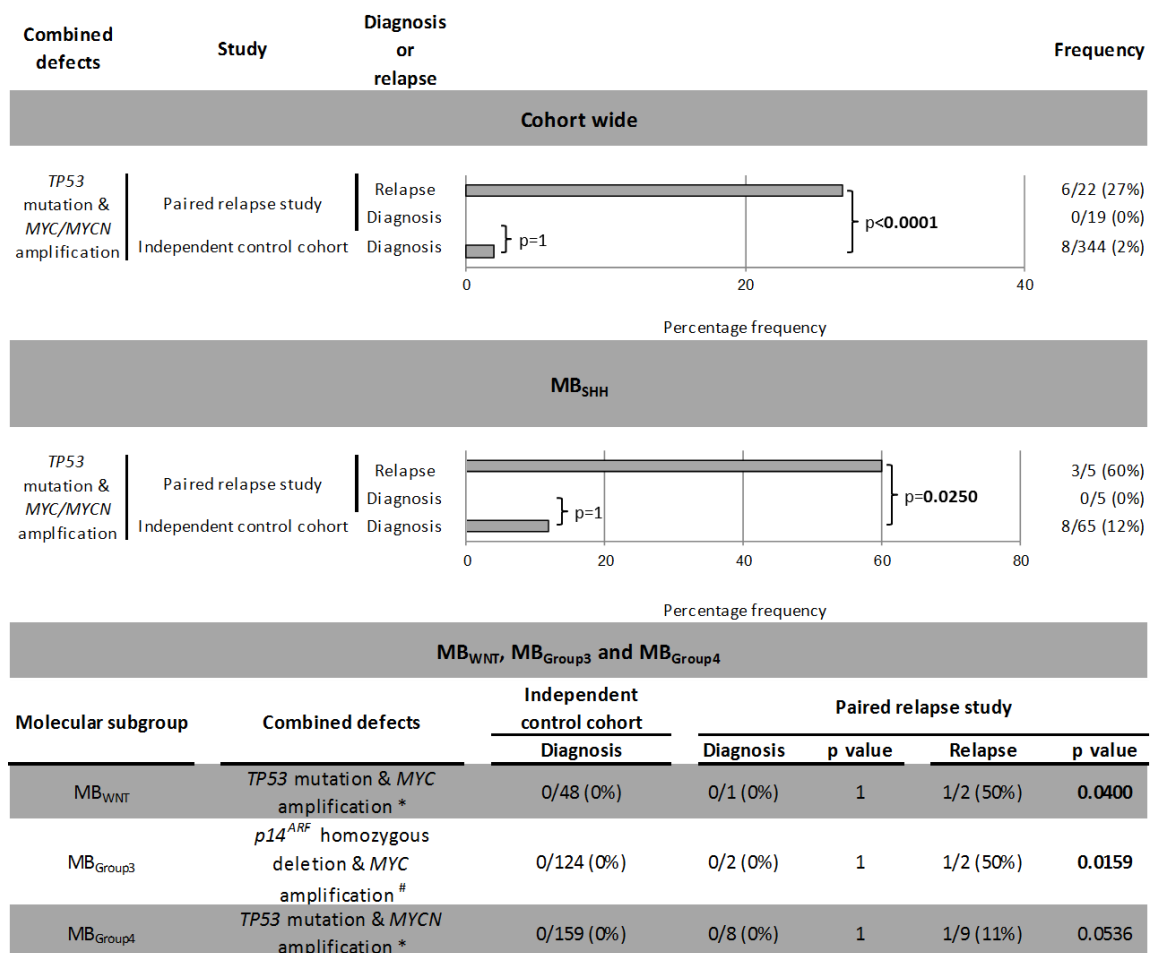 Combined defects Study Diagnosis or relapse Frequency
Cohort wide
TP53 mutation & MYC/MYCN amplification
Paired relapse study
Relapse 6/22 (27%)
Diagnosis 0/19 (0%)
Independent control cohort Diagnosis 8/344 (2%)
p=1
p<0.0001
0 20 40
Percentage frequency
MBSHH
TP53 mutation & MYC/MYCN amplfication
Paired relapse study
Relapse 3/5 (60%)
Diagnosis 0/5 (0%)
Independent control cohort Diagnosis 8/65 (12%)
p=1
p=0.0250
0 20 40 60 80
Percentage frequency
MBWNT, MBGroup3 and MBGroup4
Molecular subgroup Combined defects Independent control cohort Paired relapse study
Diagnosis Diagnosis p value Relapse p value
MBWNT TP53 mutation & MYC amplification * 0/48 (0%) 0/1 (0%) 1 1/2 (50%) 0.0400
MBGroup3 p14ARF homozygous deletion & MYC amplification # 0/124 (0%) 0/2 (0%) 1 1/2 (50%) 0.0159
MBGroup4 TP53 mutation & MYCN amplification * 0/159 (0%) 0/8 (0%) 1 1/9 (11%) 0.0536